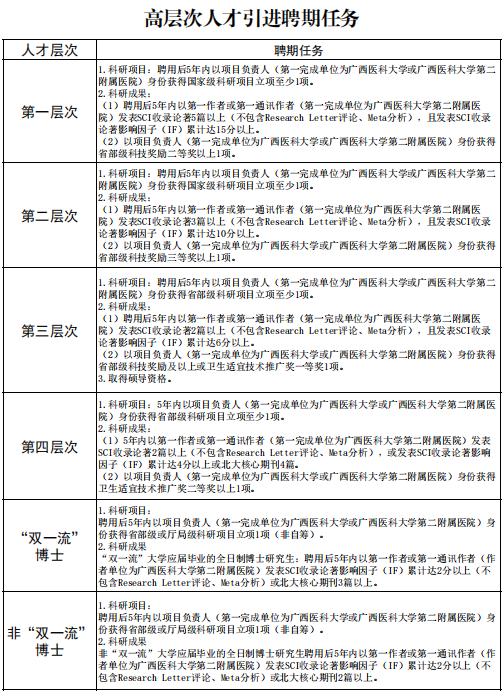 高层次人才引进聘期任务
人才层次
聘期任务
第一层次
1.科研项目：聘用后5年内以项目负责人（第一完成单位为广西医科大学或广西医科大学第二
附属医院）身份获得国家级科研项目立项至少1项。
2.科研成果：
（1）聘用后5年内以第一作者或第一通讯作者（第一完成单位为广西医科大学第二附属医
院）发表SCI收录论著5篇以上（不包含Research Letter评论、Meta分析），且发表SCI收录
论著影响因子（IF）累计达15分以上。
（2）以项目负责人（第一完成单位为广西医科大学或广西医科大学第二附属医院）身份获得
省部级科技奖励二等奖以上1项。
第二层次
1.科研项目：聘用后5年内以项目负责人（第一完成单位为广西医科大学或广西医科大学第二
附属医院）身份获得国家级科研项目立项至少1项。
2.科研成果：
（1）聘用后5年内以第一作者或第一通讯作者（第一完成单位为广西医科大学第二附属医
院）发表SCI收录论著3篇以上（不包含Research Letter评论、Meta分析），且发表SCI收录
论著影响因子（IF）累计达10分以上。
（2）以项目负责人（第一完成单位为广西医科大学或广西医科大学第二附属医院）身份获得
省部级科技奖励三等奖以上1项。
第三层次
1.科研项目：聘用后5年内以项目负责人（第一完成单位为广西医科大学或广西医科大学第二
附属医院）身份获得省部级科研项目立项至少1项。
2.科研成果：
（1）聘用后5年内以第一作者或第一通讯作者（第一完成单位为广西医科大学第二附属医
院）发表SCI收录论著2篇以上（不包含Research Letter评论、Meta分析），且发表SCI收录
论著影响因子（IF）累计达6分以上。
（2）以项目负责人（第一完成单位为广西医科大学或广西医科大学第二附属医院）身份获得
省部级科技奖励及以上或卫生适宜技术推广奖一等奖1项。
3.取得硕导资格。
第四层次
1.科研项目：5年内以项目负责人（第一完成单位为广西医科大学或广西医科大学第二附属医
院）身份获得省部级科研项目立项至少1项。
2.科研成果：
（1）5年内以第一作者或第一通讯作者（第一完成单位为广西医科大学第二附属医院）发表
SCI收录论著2篇以上（不包含Research Letter评论、Meta分析），或发表SCI收录论著影响
因子（IF）累计达4分以上或北大核心期刊4篇。
（2）以项目负责人（第一完成单位为广西医科大学或广西医科大学第二附属医院）身份获得
卫生适宜技术推广奖二等奖以上1项。
“双一流”
博士
1.科研项目：
聘用后5年内以项目负责人（第一完成单位为广西医科大学或广西医科大学第二附属医院）身
份获得省部级或厅局级科研项目立项1项（非自筹）。
2.科研成果
“双一流”大学应届毕业的全日制博士研究生：聘用后5年内以第一作者或第一通讯作者（作
者单位为广西医科大学第二附属医院）发表SCI收录论著影响因子（IF）累计达2分以上（不
包含Research Letter评论、Meta分析）或北大核心期刊3篇以上。
非“双一流”
博士
1.科研项目：
聘用后5年内以项目负责人（第一完成单位为广西医科大学或广西医科大学第二附属医院）身
份获得省部级或厅局级科研项目立项1项（非自筹）。
2.科研成果
非“双一流”大学应届毕业的全日制博士研究生聘用后5年内以第一作者或第一通讯作者（作
者单位为广西医科大学第二附属医院）发表SCI收录论著影响因子（IF）累计达2分以上（不
包含Research Letter评论、Meta分析）或北大核心期刊2篇以上。